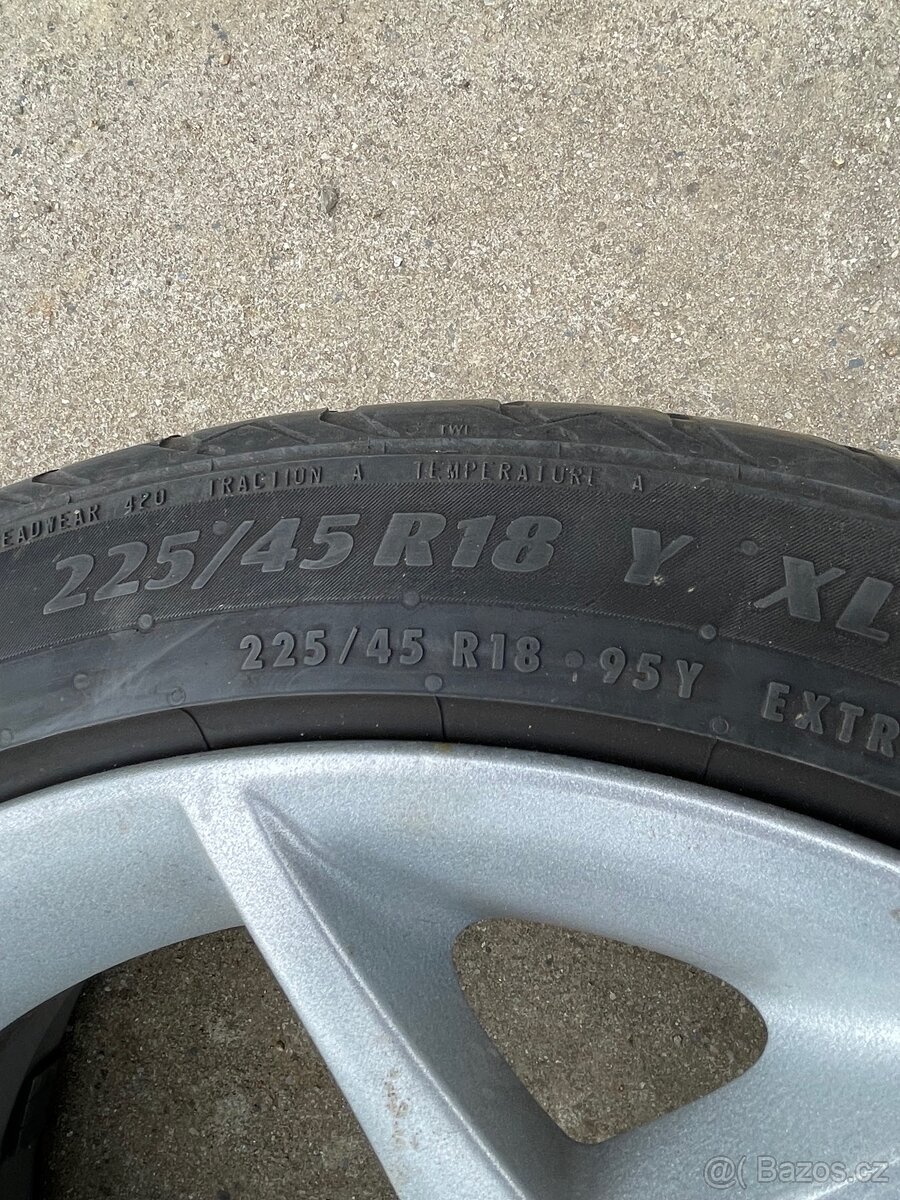 TWI
EADWEAR 420 TRACTION A TEMPERATURE A
225/45 R18 Y XL
225/45 R18 95Y EXTR
@( Bazos.cz